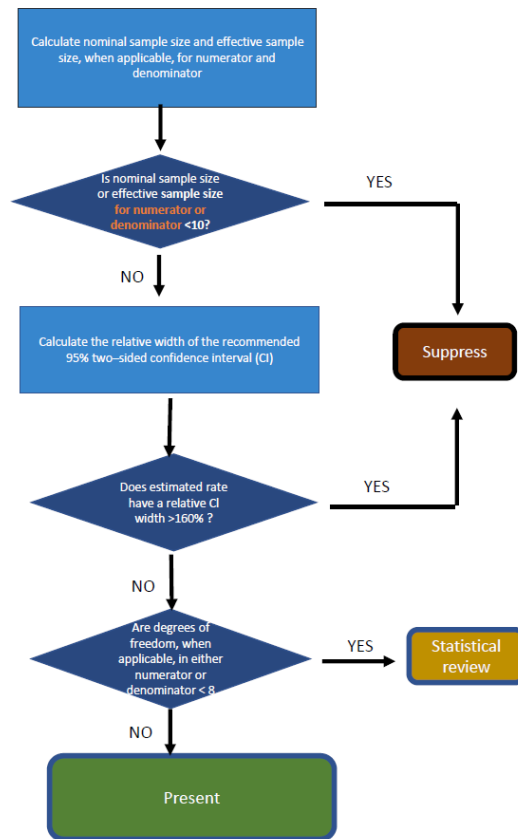 Calculate nominal sample size and effective sample
size, when applicable, for numerator and
denominator
Is nominal sample size
or effective sample size
for numerator or
denominator <10?
YES
NO
Calculate the relative width of the recommended
95% two–sided confidence interval (CI)
Suppress
Does estimated rate
have a relative CI
width >160% ?
YES
NO
Are degrees of
freedom, when
applicable, in either
numerator or
denominator < 8
YES
Statistical
review
NO
Present